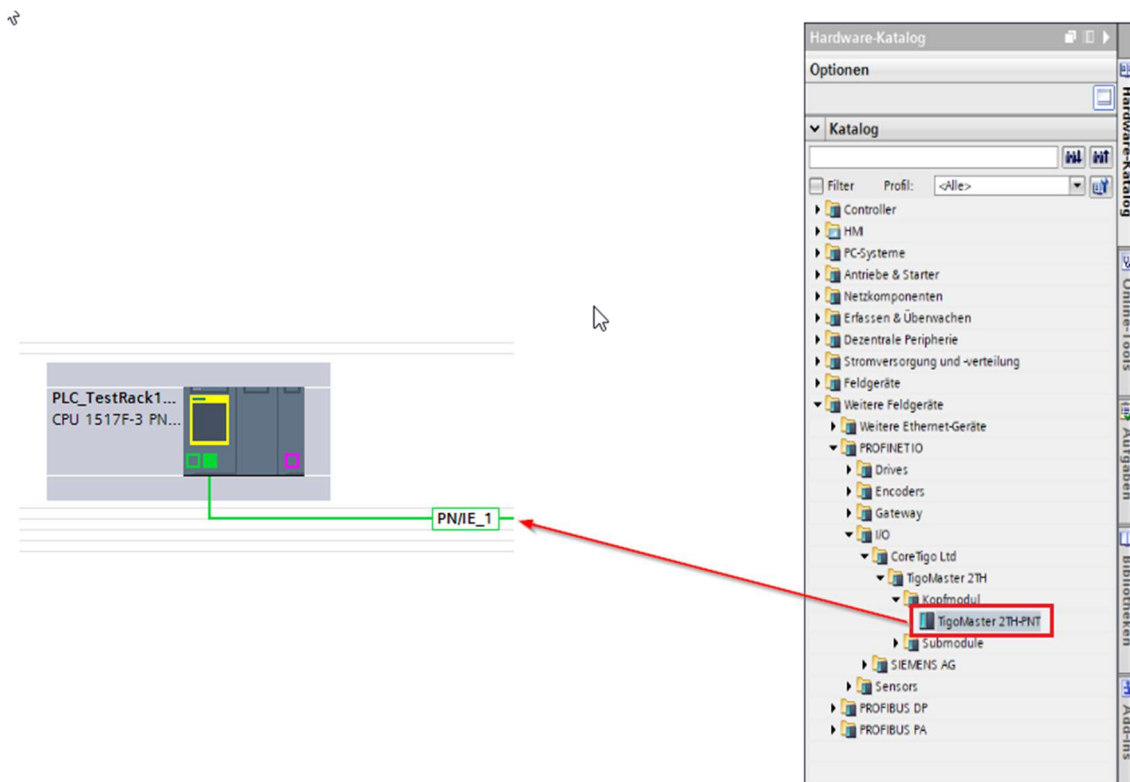 PLC_TestRack1...
CPU 1517F-3 PN...
PN/IE_1
Hardware-Katalog
Optionen
Katalog
Filter Profil: <Alle>
Controller
HMI
PC-Systeme
Antriebe & Starter
Netzkomponenten
Erfassen & Überwachen
Dezentrale Peripherie
Stromversorgung und -verteilung
Feldgeräte
Weitere Feldgeräte
Weitere Ethernet-Geräte
PROFINET IO
Drives
Encoders
Gateway
I/O
CoreTigo Ltd
TigoMaster 2TH
Kopfmodul
TigoMaster 2TH-PNT
Submodule
SIEMENS AG
Sensors
PROFIBUS DP
PROFIBUS PA
Hardware-Katalog
Online-Tools
Aufgaben
Bibliotheken
Add-Ins